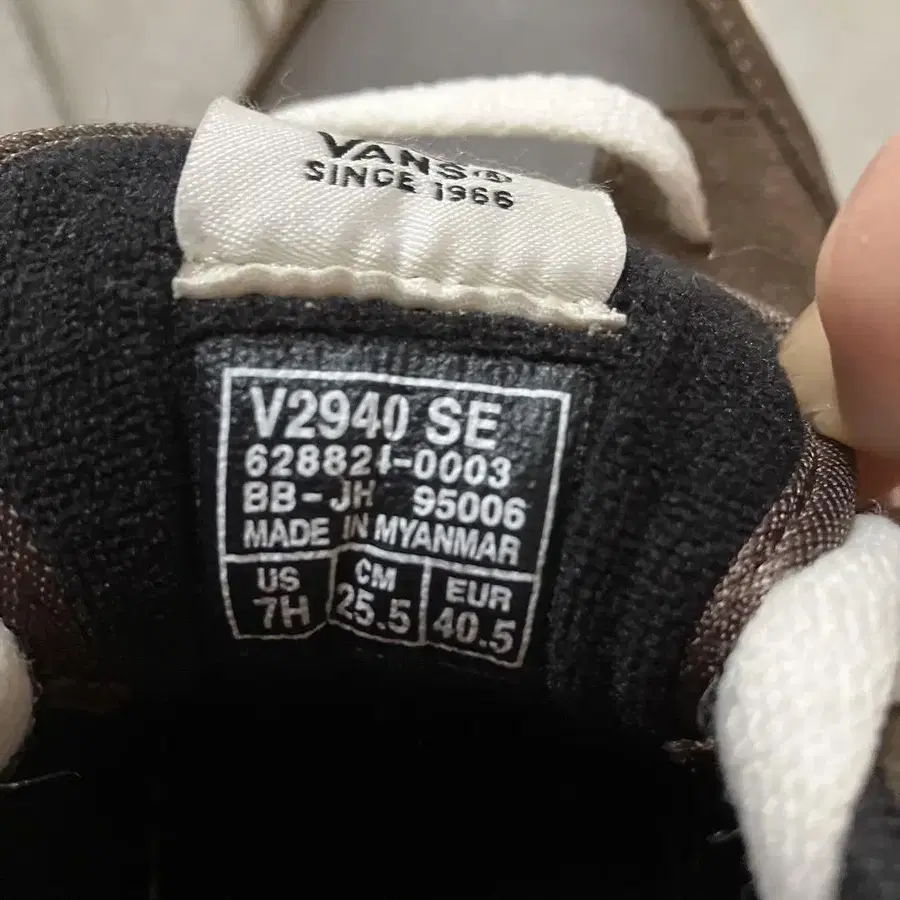 VANS®
SINCE 1966
V2940 SE
628824-0003
BB-JH 95006
MADE IN MYANMAR
US CM EUR
7H 25.5 40.5